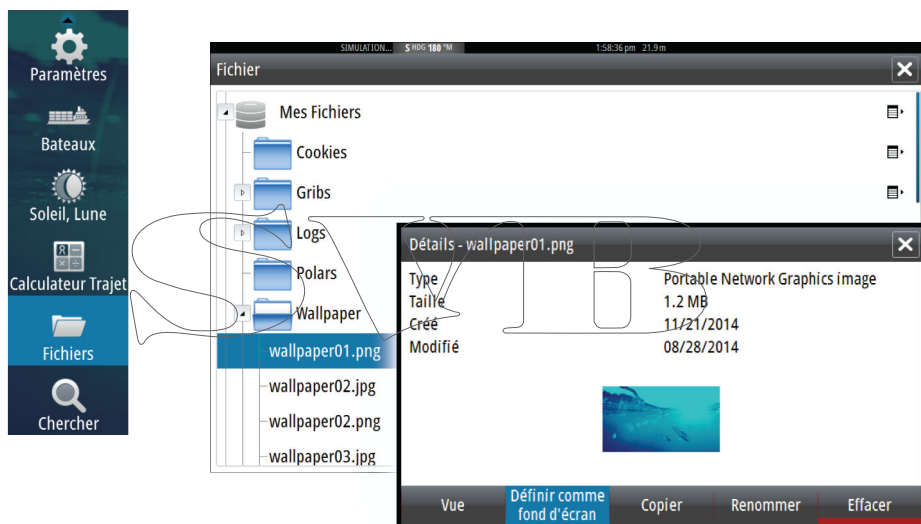 Paramètres
Bateaux
Soleil, Lune
Calculateur Trajet
Fichiers
Chercher
SIMULATION... S HDG 180 °M 1:58:36 pm 21.9 m
Fichier
Mes Fichiers
Cookies
Gribs
Logs
Polars
Wallpaper
wallpaper01.png
wallpaper02.jpg
wallpaper02.png
wallpaper03.jpg
Détails - wallpaper01.png
Type Portable Network Graphics image
Taille 1.2 MB
Créé 11/21/2014
Modifié 08/28/2014
Vue
Définir comme
fond d'écran
Copier
Renommer
Effacer